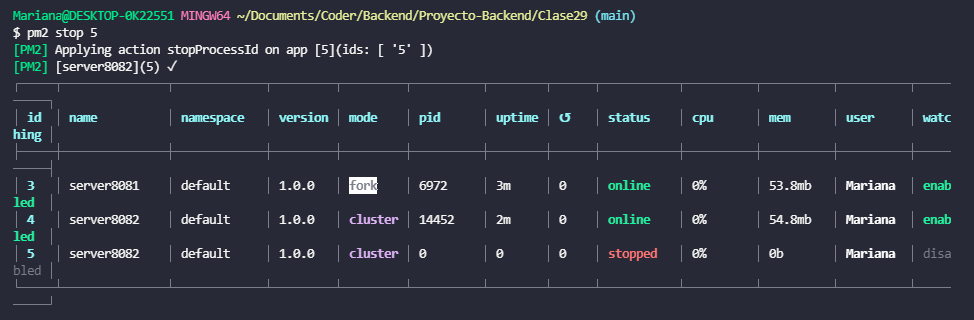 Mariana@DESKTOP-0K22551 MINGW64 ~/Documents/Coder/Backend/Proyecto-Backend/Clase29 (main)
$ pm2 stop 5
[PM2] Applying action stopProcessId on app [5](ids: [ '5' ])
[PM2] [server8082](5) ✓
│ id │ name │ namespace │ version │ mode │ pid │ uptime │ ↺ │ status │ cpu │ mem │ user │ watc
hing │
│ 3 │ server8081 │ default │ 1.0.0 │ fork │ 6972 │ 3m │ 0 │ online │ 0% │ 53.8mb │ Mariana │ enab
led │
│ 4 │ server8082 │ default │ 1.0.0 │ cluster │ 14452 │ 2m │ 0 │ online │ 0% │ 54.8mb │ Mariana │ enab
led │
│ 5 │ server8082 │ default │ 1.0.0 │ cluster │ 0 │ 0 │ 0 │ stopped │ 0% │ 0b │ Mariana │ disa
bled │